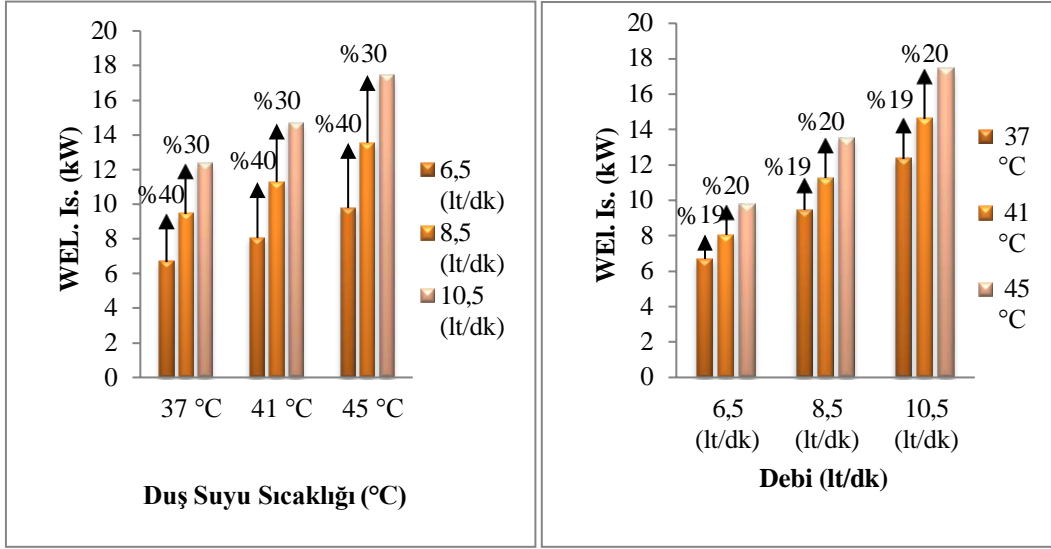 WEL. Is. (kW)
20
18
16
14
12
10
8
6
4
2
0
%40
%30
%40
%30
%40
%30
37 °C
41 °C
45 °C
Duş Suyu Sıcaklığı (°C)
6,5
(lt/dk)
8,5
(lt/dk)
10,5
(lt/dk)
WEl. Is. (kW)
20
18
16
14
12
10
8
6
4
2
0
%19
%20
%19
%20
%19
%20
6,5
(lt/dk)
8,5
(lt/dk)
10,5
(lt/dk)
Debi (lt/dk)
37
°C
41
°C
45
°C